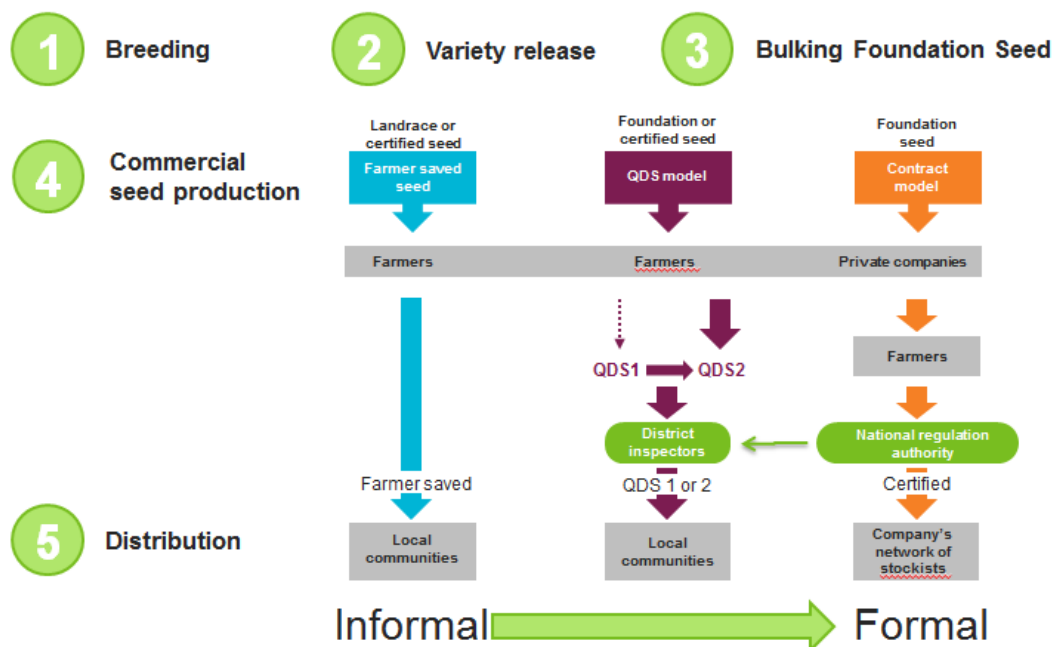 1 Breeding
2 Variety release
3 Bulking Foundation Seed
4 Commercial
seed production
Landrace or
certified seed
Farmer saved
seed
Foundation or
certified seed
QDS model
Foundation
seed
Contract
model
Farmers
Farmers
Private companies
QDS1
QDS2
Farmers
District
inspectors
National regulation
authority
Farmer saved
QDS 1 or 2
Certified
5 Distribution
Local
communities
Local
communities
Company's
network of
stockists
Informal
Formal